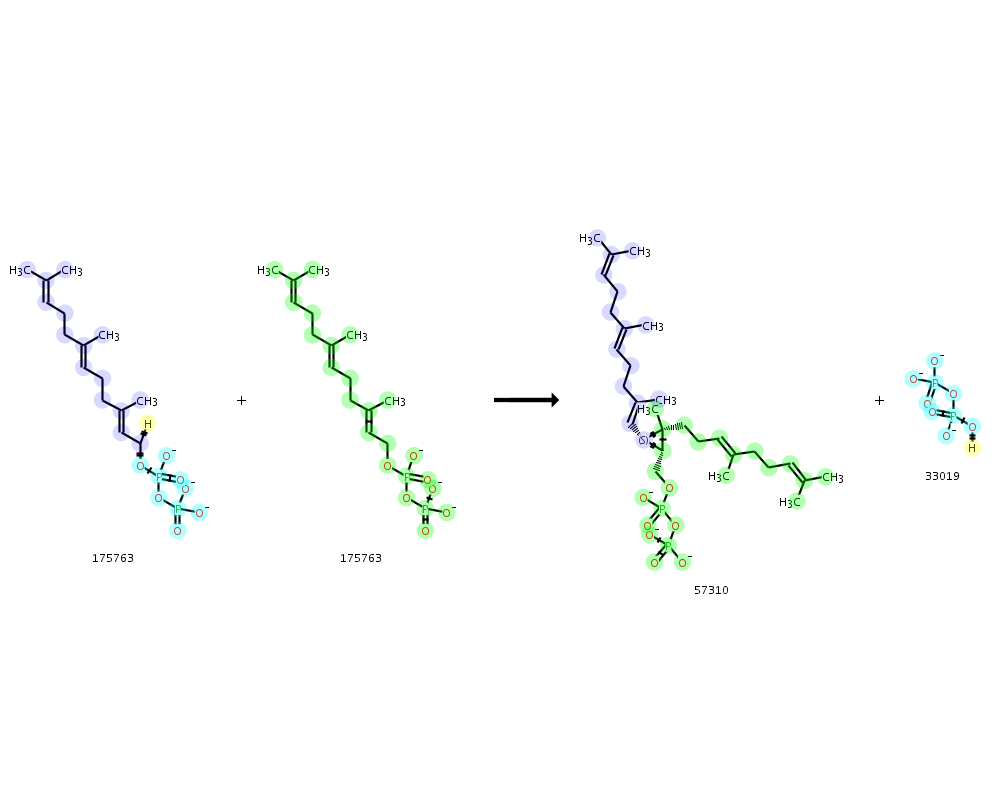 H₃C CH₃ CH₃ CH₃ H O O⁻ P O O⁻ O P O⁻ O
175763
+
H₃C CH₃ CH₃ CH₃ O O⁻ P O O⁻ O P O⁻ O
175763
H₃C CH₃ CH₃ CH₃ H₃C (S) H₃C CH₃ H₃C O O⁻ P O O O⁻ P O O⁻
57310
+
O⁻ O⁻ P O O O P O O⁻ H
33019